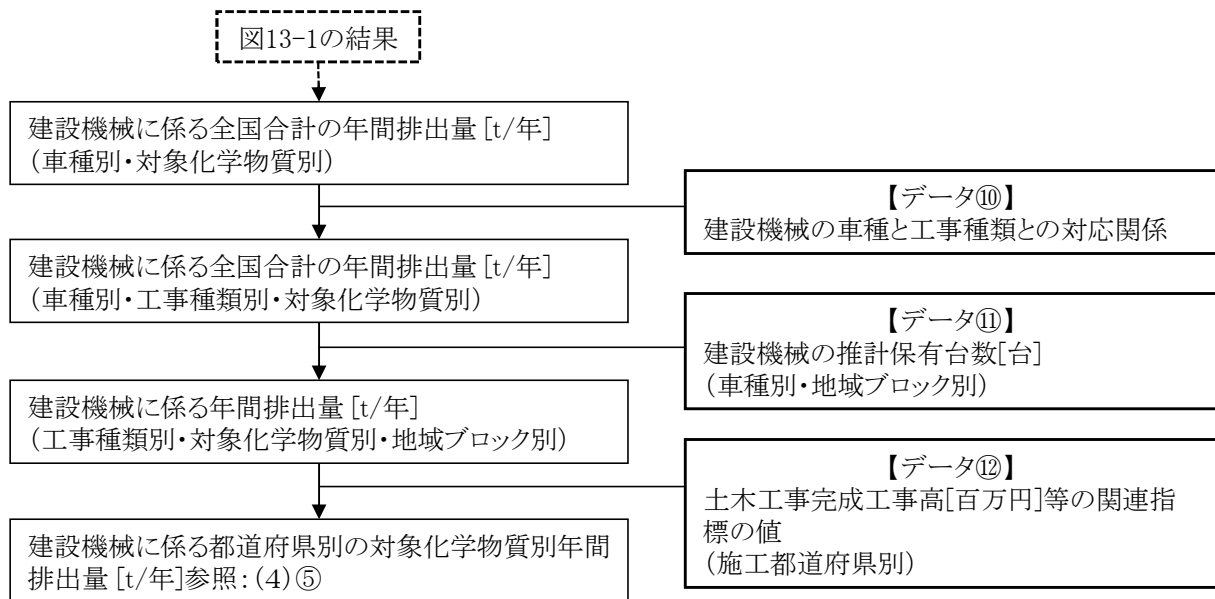 図13-1の結果
建設機械に係る全国合計の年間排出量[t/年]
（車種別・対象化学物質別）
【データ⑩】
建設機械の車種と工事種類との対応関係
建設機械に係る全国合計の年間排出量[t/年]
（車種別・工事種類別・対象化学物質別）
【データ⑪】
建設機械の推計保有台数[台]
（車種別・地域ブロック別）
建設機械に係る年間排出量[t/年]
（工事種類別・対象化学物質別・地域ブロック別）
【データ⑫】
土木工事完成工事高[百万円]等の関連指
標の値
（施工都道府県別）
建設機械に係る都道府県別の対象化学物質別年間
排出量[t/年]参照：（4）⑤